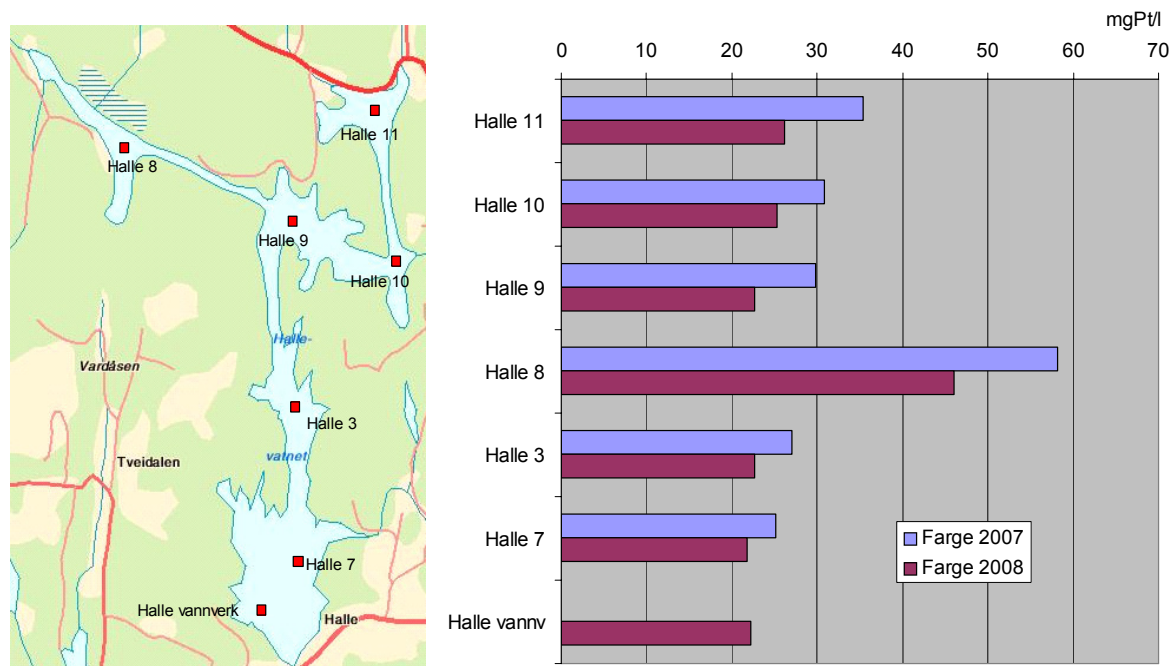 Halle 11
Halle 8
Halle 9
Halle 10
Halle-
Vardåsen
Halle 3
vatnet
Tveidalen
Halle 7
Halle vannverk
Halle
mgPt/l
0 10 20 30 40 50 60 70
Halle 11
Halle 10
Halle 9
Halle 8
Halle 3
Halle 7
Halle vannv
Farge 2007
Farge 2008